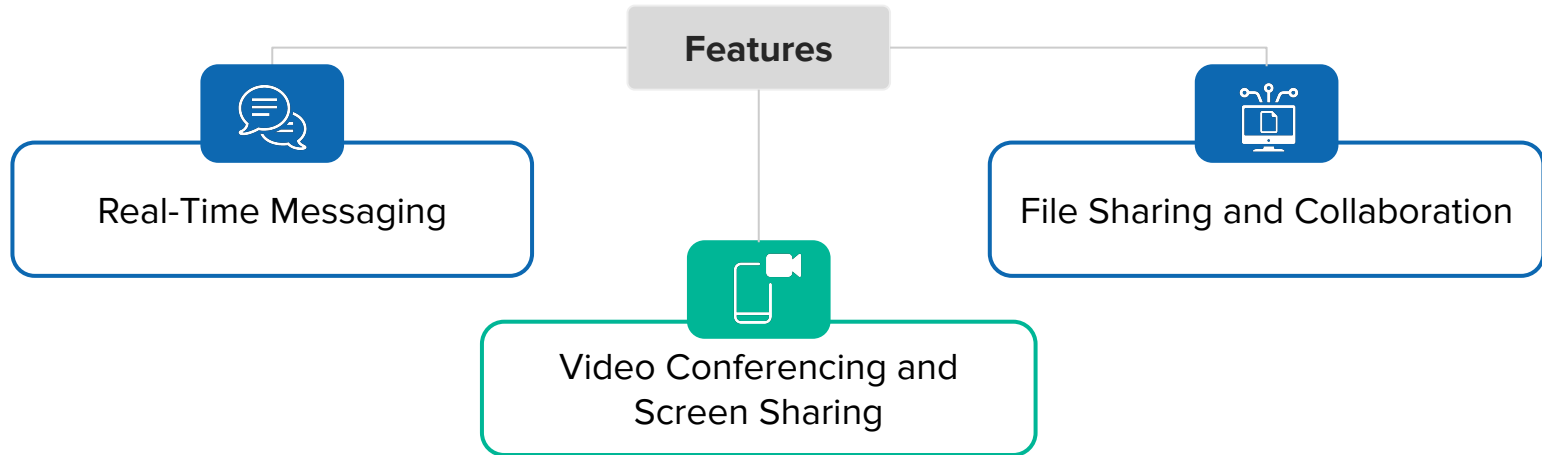 Features
Real-Time Messaging
File Sharing and Collaboration
Video Conferencing and
Screen Sharing